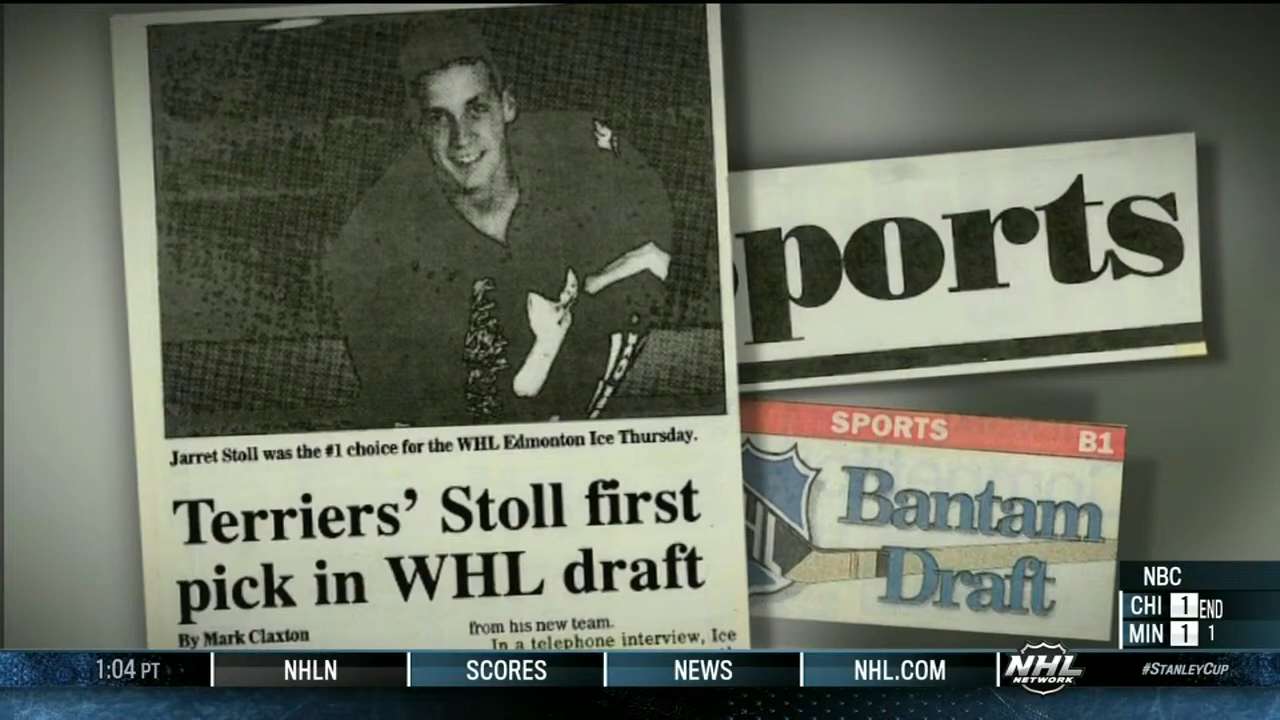 ports
SPORTS B1
Bantam
Draft
Jarret Stoll was the #1 choice for the WHL Edmonton Ice Thursday.
Terriers' Stoll first
pick in WHL draft
By Mark Claxton
from his new team.
In a telephone interview, Ice
NBC
CHI 1 END
MIN 1 1
1:04 PT NHLN SCORES NEWS NHL.COM NHL NETWORK #STANLEYCUP